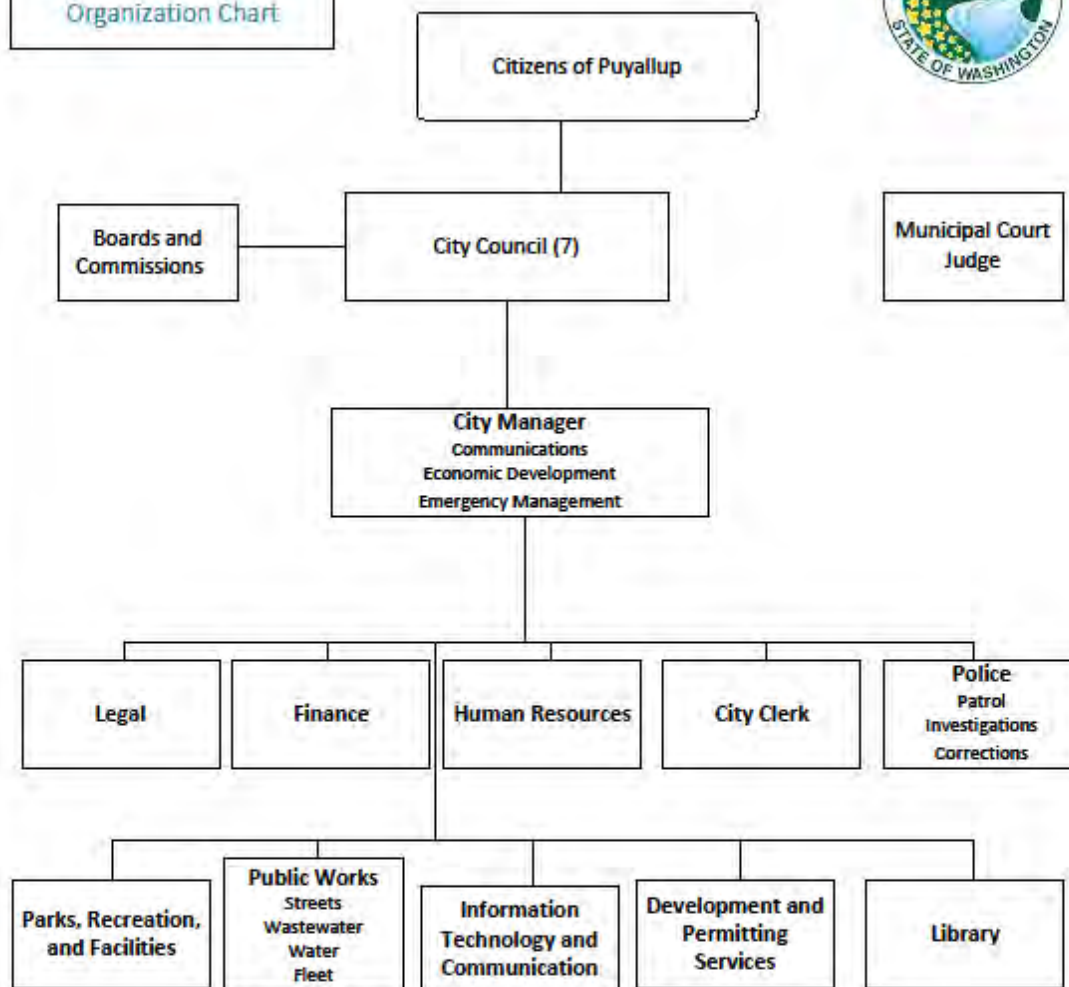 Organization Chart
STATE OF WASHINGTON
Citizens of Puyallup
Boards and
Commissions
City Council (7)
Municipal Court
Judge
City Manager
Communications
Economic Development
Emergency Management
Legal
Finance
Human Resources
City Clerk
Police
Patrol
Investigations
Corrections
Parks, Recreation,
and Facilities
Public Works
Streets
Wastewater
Water
Fleet
Information
Technology and
Communication
Development and
Permitting
Services
Library